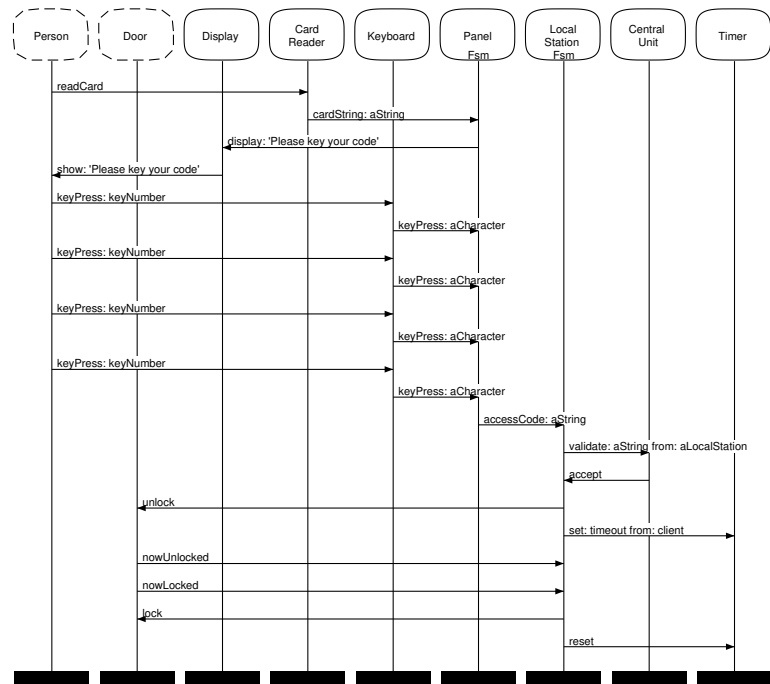 Person
Door
Display
Card
Reader
Keyboard
Panel
Fsm
Local
Station
Fsm
Central
Unit
Timer
readCard
cardString: aString
display: 'Please key your code'
show: 'Please key your code'
keyPress: keyNumber
keyPress: aCharacter
keyPress: keyNumber
keyPress: aCharacter
keyPress: keyNumber
keyPress: aCharacter
keyPress: keyNumber
keyPress: aCharacter
accessCode: aString
validate: aString from: aLocalStation
accept
unlock
set: timeout from: client
nowUnlocked
nowLocked
lock
reset